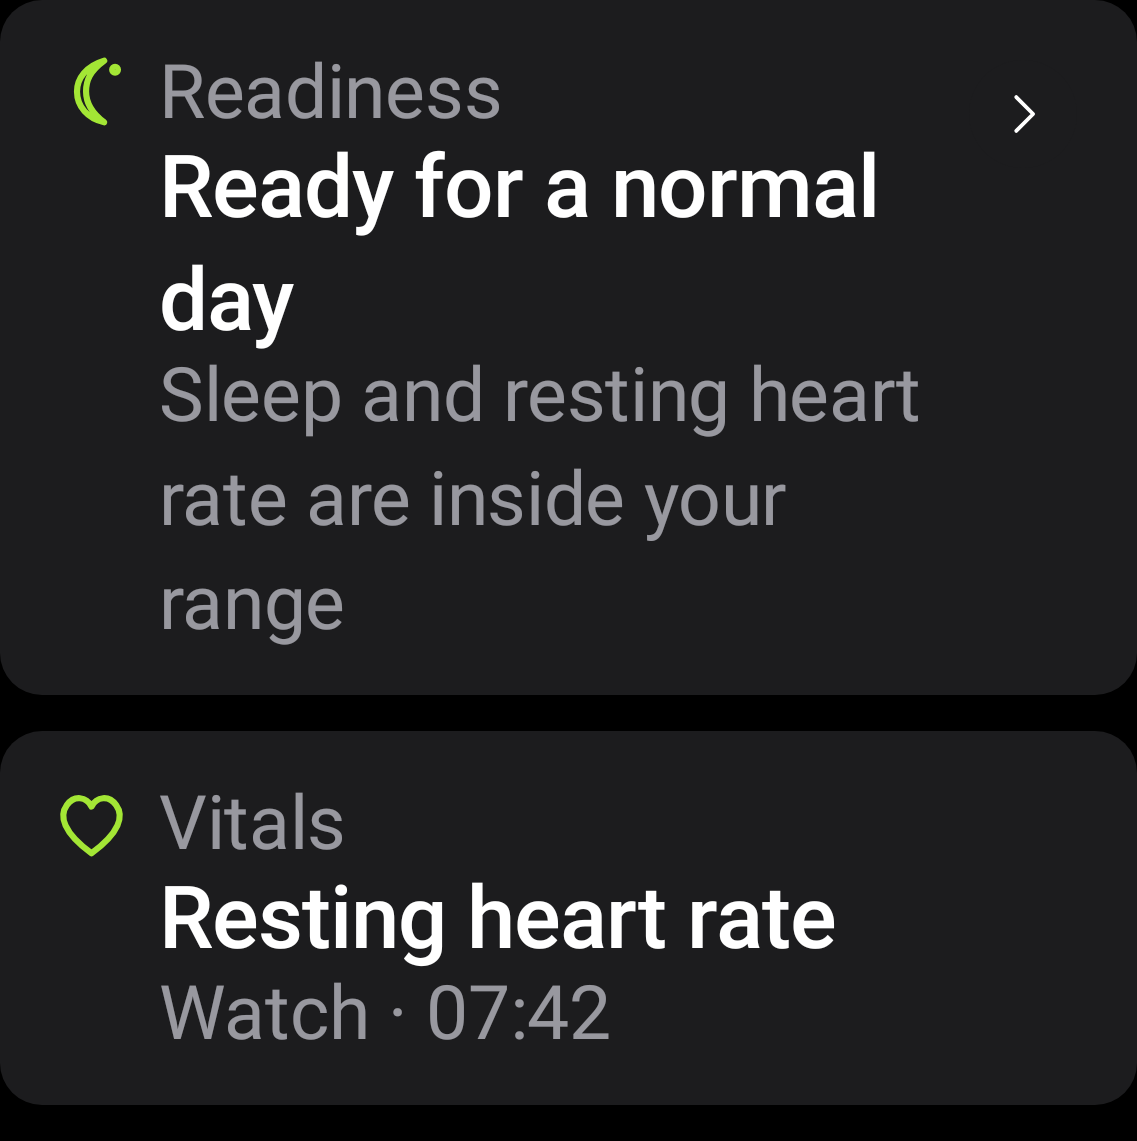 Readiness
Ready for a normal
day
Sleep and resting heart
rate are inside your
range
Vitals
Resting heart rate
Watch · 07:42